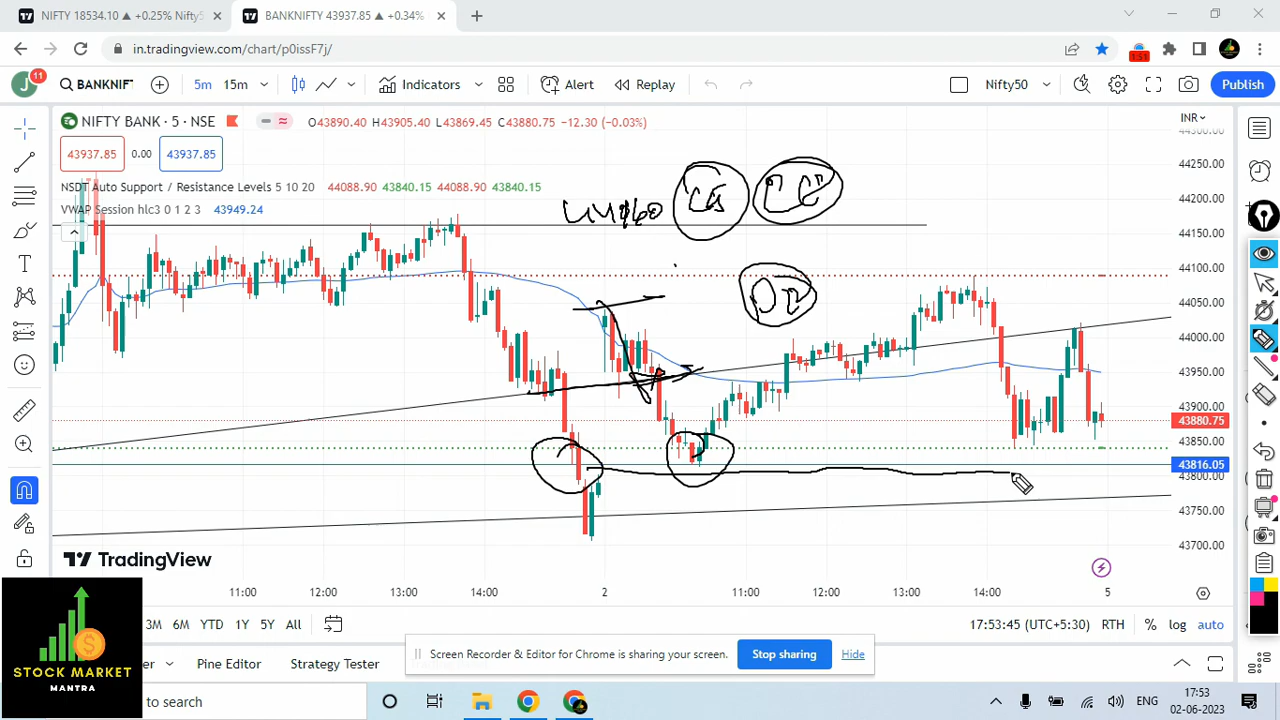 NIFTY 18534.10 ▲ +0.25% Nifty5 ×
BANKNIFTY 43937.85 ▲ +0.34% ×
in.tradingview.com/chart/p0issF7j/
1:51
J 11 BANKNIF 5m 15m Indicators Alert Replay Nifty50 Publish
NIFTY BANK · 5 · NSE O43890.40 H43905.40 L43869.45 C43880.75 −12.30 (−0.03%)
INR
43937.85 0.00 43937.85
NSDT Auto Support / Resistance Levels 5 10 20 44088.90 43840.15 44088.90 43840.15
VWAP Session hlc3 0 1 2 3 43949.24
44300.00
44250.00
44200.00
44150.00
44100.00
44050.00
44000.00
43950.00
43900.00
43880.75
43850.00
43816.05
43800.00
43750.00
43700.00
TradingView
11:00 12:00 13:00 14:00 2 11:00 12:00 13:00 14:00 5
3M 6M YTD 1Y 5Y All 17:53:45 (UTC+5:30) RTH % log auto
Screen Recorder & Editor for Chrome is sharing your screen. Stop sharing Hide
er Pine Editor Strategy Tester
STOCK MARKET
MANTRA
to search
ENG 17:53
02-06-2023